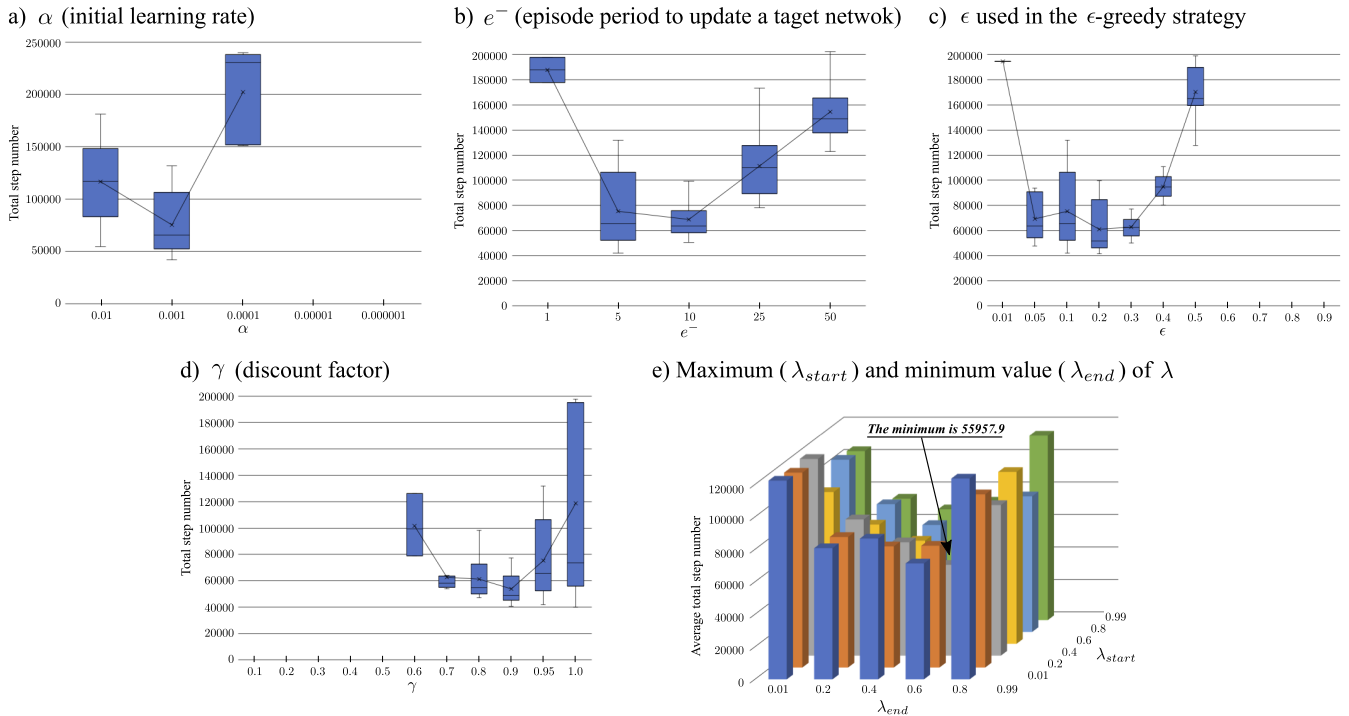 a) α (initial learning rate)
250000
200000
150000
100000
50000
0
Total step number
0.01 0.001 0.0001 0.00001 0.000001
α
b) e⁻ (episode period to update a taget netwok)
200000
180000
160000
140000
120000
100000
80000
60000
40000
20000
0
Total step number
1 5 10 25 50
e⁻
c) ϵ used in the ϵ-greedy strategy
200000
180000
160000
140000
120000
100000
80000
60000
40000
20000
0
Total step number
0.01 0.05 0.1 0.2 0.3 0.4 0.5 0.6 0.7 0.8 0.9
ϵ
d) γ (discount factor)
200000
180000
160000
140000
120000
100000
80000
60000
40000
20000
0
Total step number
0.1 0.2 0.3 0.4 0.5 0.6 0.7 0.8 0.9 0.95 1.0
γ
e) Maximum (λstart) and minimum value (λend) of λ
The minimum is 55957.9
120000
100000
80000
60000
40000
20000
0
Average total step number
0.01 0.2 0.4 0.6 0.8 0.99
λend
0.99
0.8
0.6
0.4
0.2
0.01
λstart